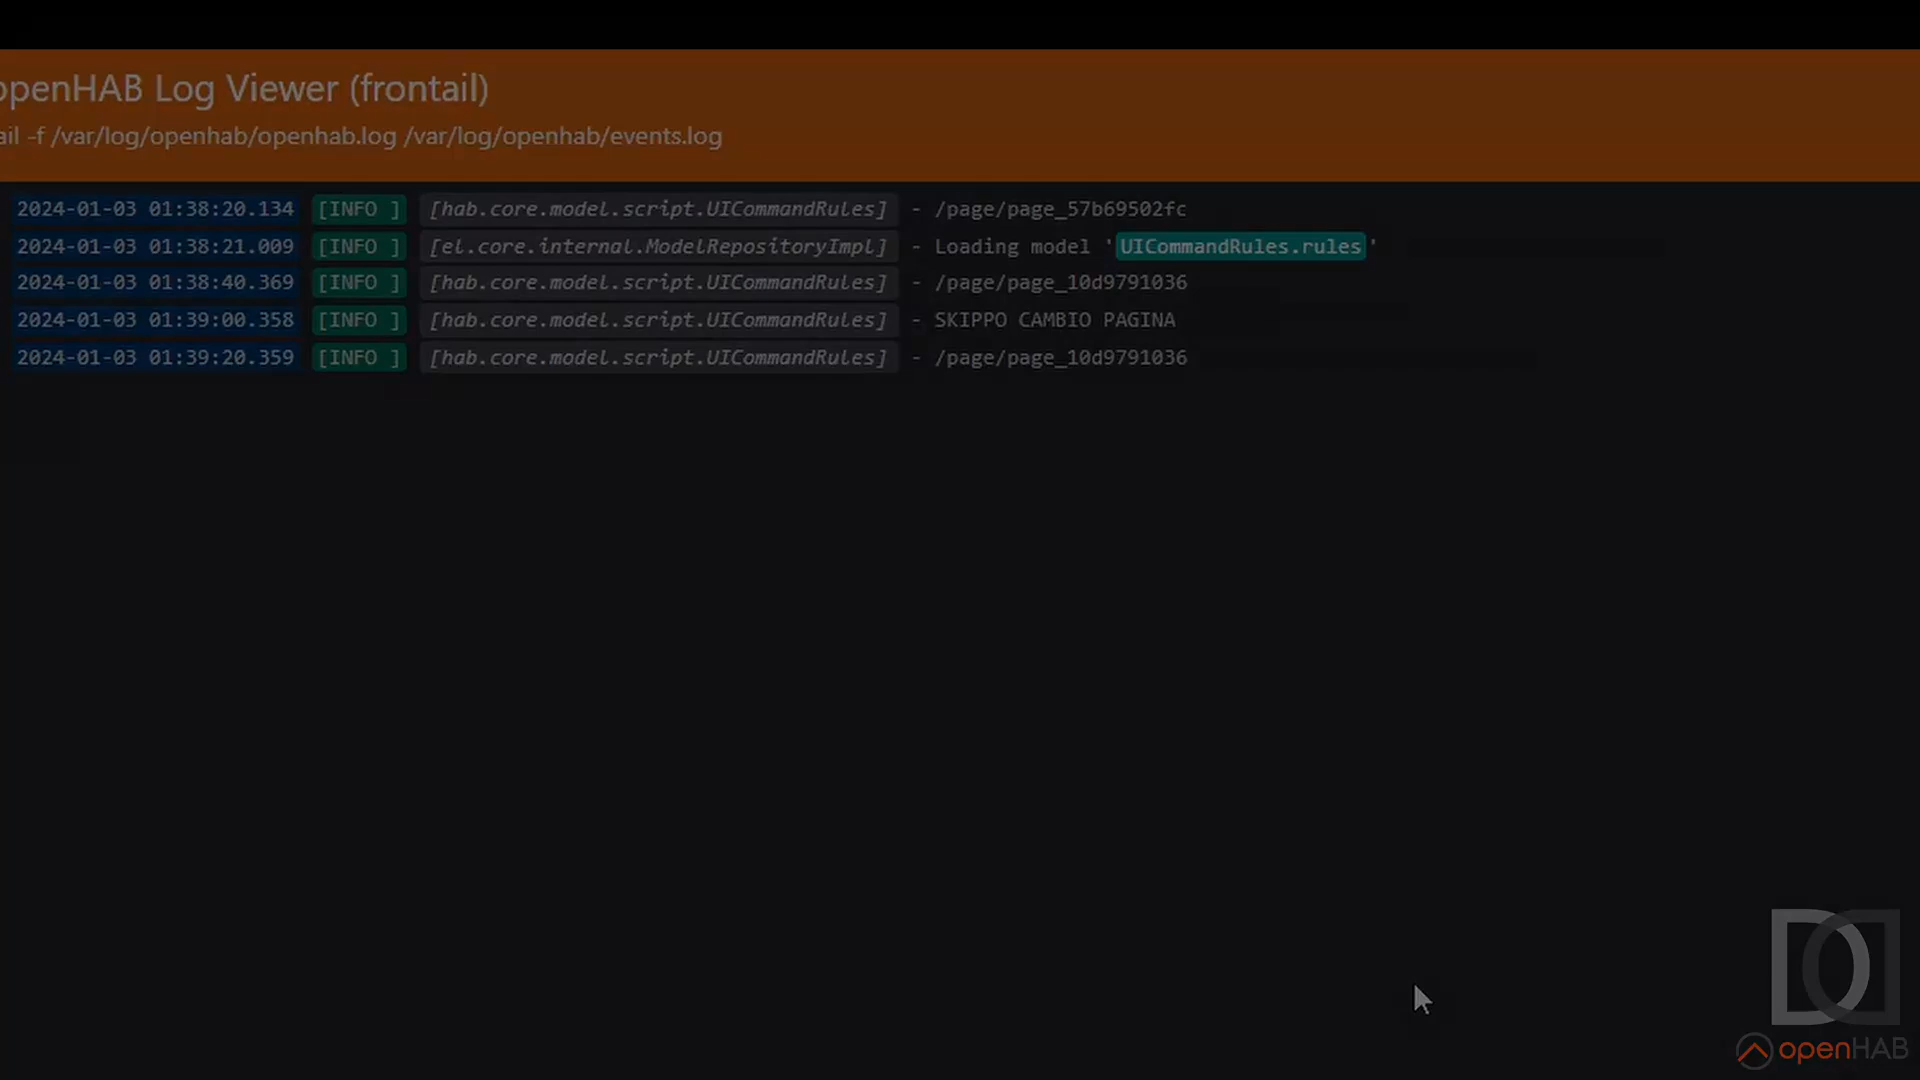 openHAB Log Viewer (frontail)
ail -f /var/log/openhab/openhab.log /var/log/openhab/events.log
2024-01-03 01:38:20.134 [INFO ] [hab.core.model.script.UICommandRules] - /page/page_57b69502fc
2024-01-03 01:38:21.009 [INFO ] [el.core.internal.ModelRepositoryImpl] - Loading model 'UICommandRules.rules'
2024-01-03 01:38:40.369 [INFO ] [hab.core.model.script.UICommandRules] - /page/page_10d9791036
2024-01-03 01:39:00.358 [INFO ] [hab.core.model.script.UICommandRules] - SKIPPO CAMBIO PAGINA
2024-01-03 01:39:20.359 [INFO ] [hab.core.model.script.UICommandRules] - /page/page_10d9791036
DD
openHAB